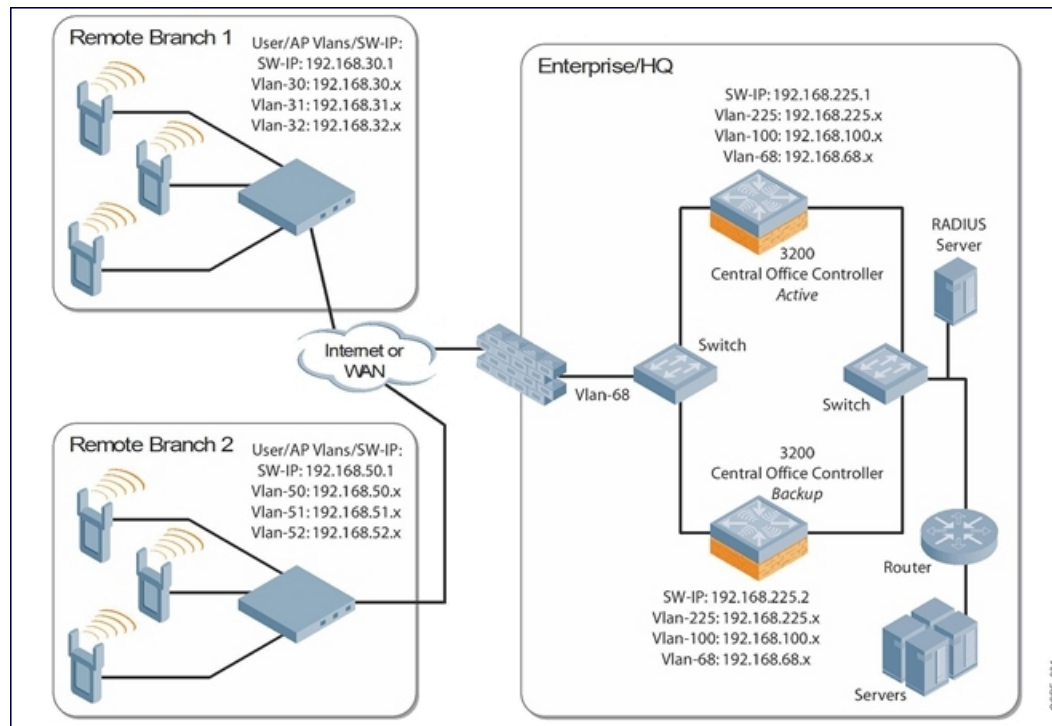 Remote Branch 1
User/AP Vlans/SW-IP:
SW-IP: 192.168.30.1
Vlan-30: 192.168.30.x
Vlan-31: 192.168.31.x
Vlan-32: 192.168.32.x
Internet or
WAN
Remote Branch 2
User/AP Vlans/SW-IP:
SW-IP: 192.168.50.1
Vlan-50: 192.168.50.x
Vlan-51: 192.168.51.x
Vlan-52: 192.168.52.x
Enterprise/HQ
SW-IP: 192.168.225.1
Vlan-225: 192.168.225.x
Vlan-100: 192.168.100.x
Vlan-68: 192.168.68.x
3200
Central Office Controller
Active
RADIUS
Server
Switch
Vlan-68
Switch
3200
Central Office Controller
Backup
SW-IP: 192.168.225.2
Vlan-225: 192.168.225.x
Vlan-100: 192.168.100.x
Vlan-68: 192.168.68.x
Router
Servers